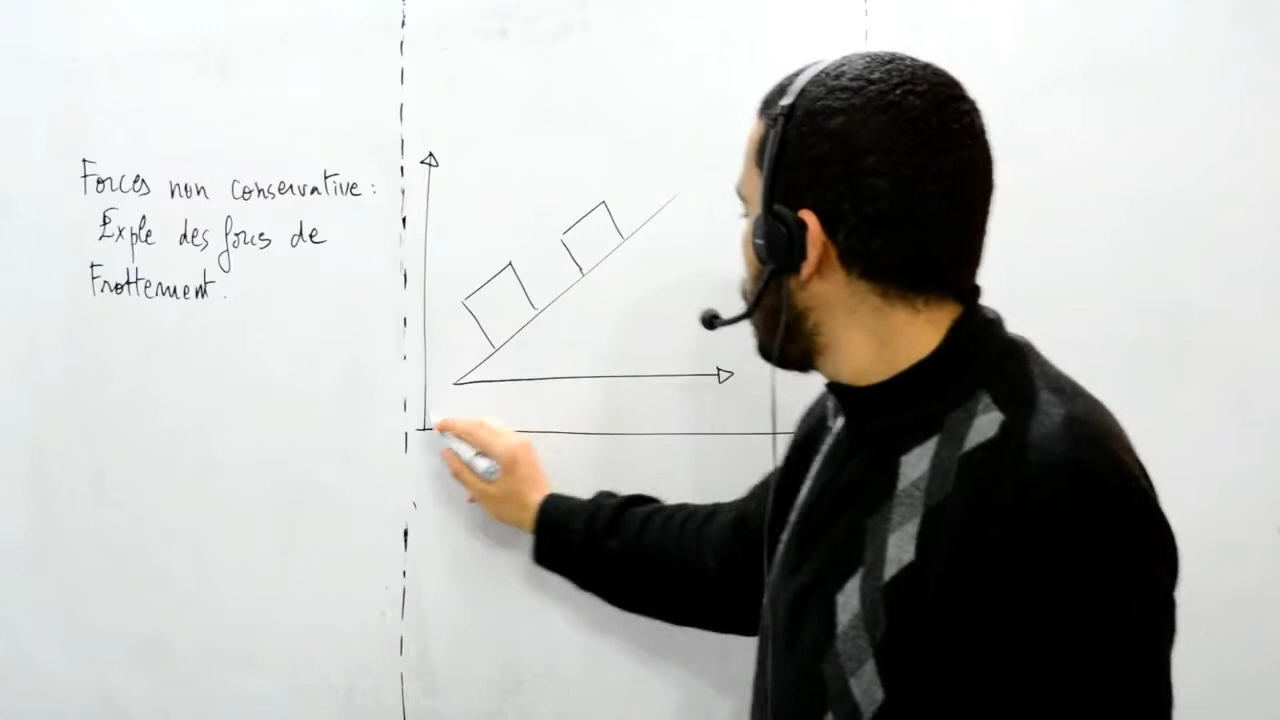 Forces non conservative :
Exple des forces de
Frottement.